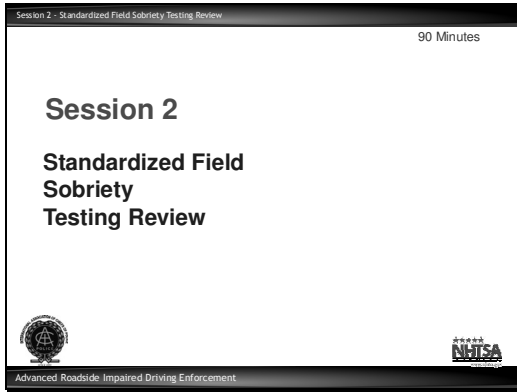 Session 2 - Standardized Field Sobriety Testing Review
90 Minutes
Session 2
Standardized Field
Sobriety
Testing Review
NHTSA
Advanced Roadside Impaired Driving Enforcement